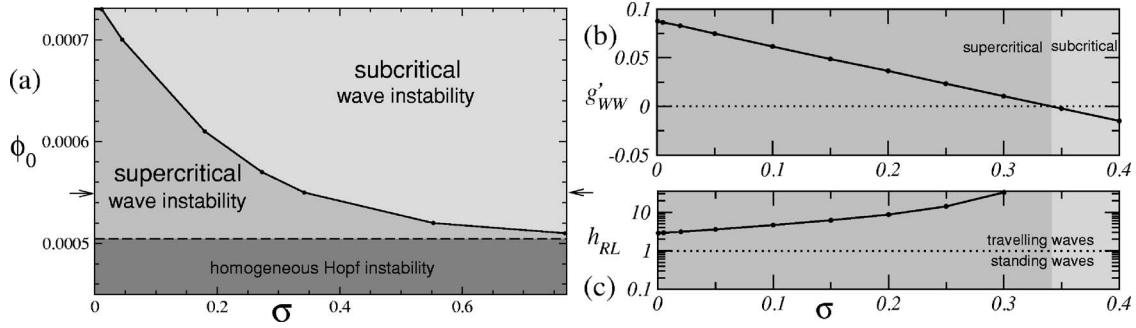 (a)
ϕ0
0.0007
0.0006
0.0005
subcritical
wave instability
supercritical
wave instability
homogeneous Hopf instability
0 0.2 0.4 0.6
σ
(b)
g'WW
0.1
0.05
0
-0.05
supercritical subcritical
0 0.1 0.2 0.3 0.4
(c)
hRL
10
1
0.1
travelling waves
standing waves
0 0.1 0.2 0.3 0.4
σ